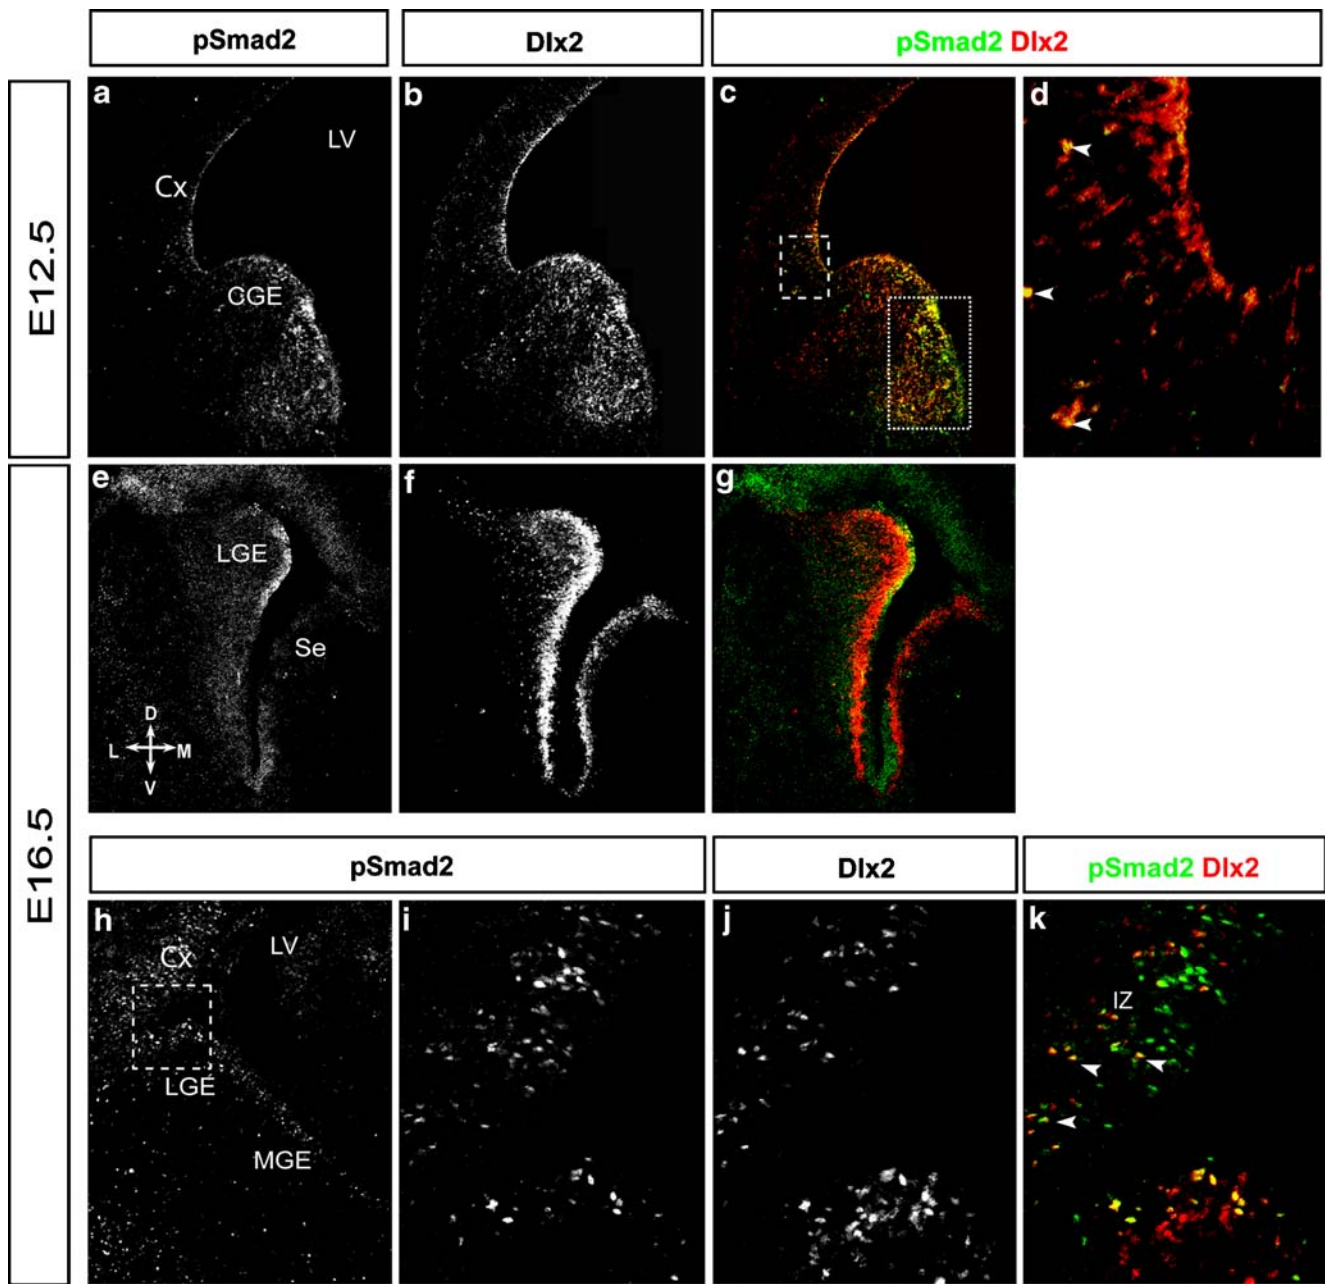 pSmad2
Dlx2
pSmad2 Dlx2
E12.5
a
LV
Cx
CGE
b
c
d
E16.5
e
LGE
Se
D
L
M
V
f
g
pSmad2
Dlx2
pSmad2 Dlx2
h
LV
Cx
LGE
MGE
i
j
k
IZ